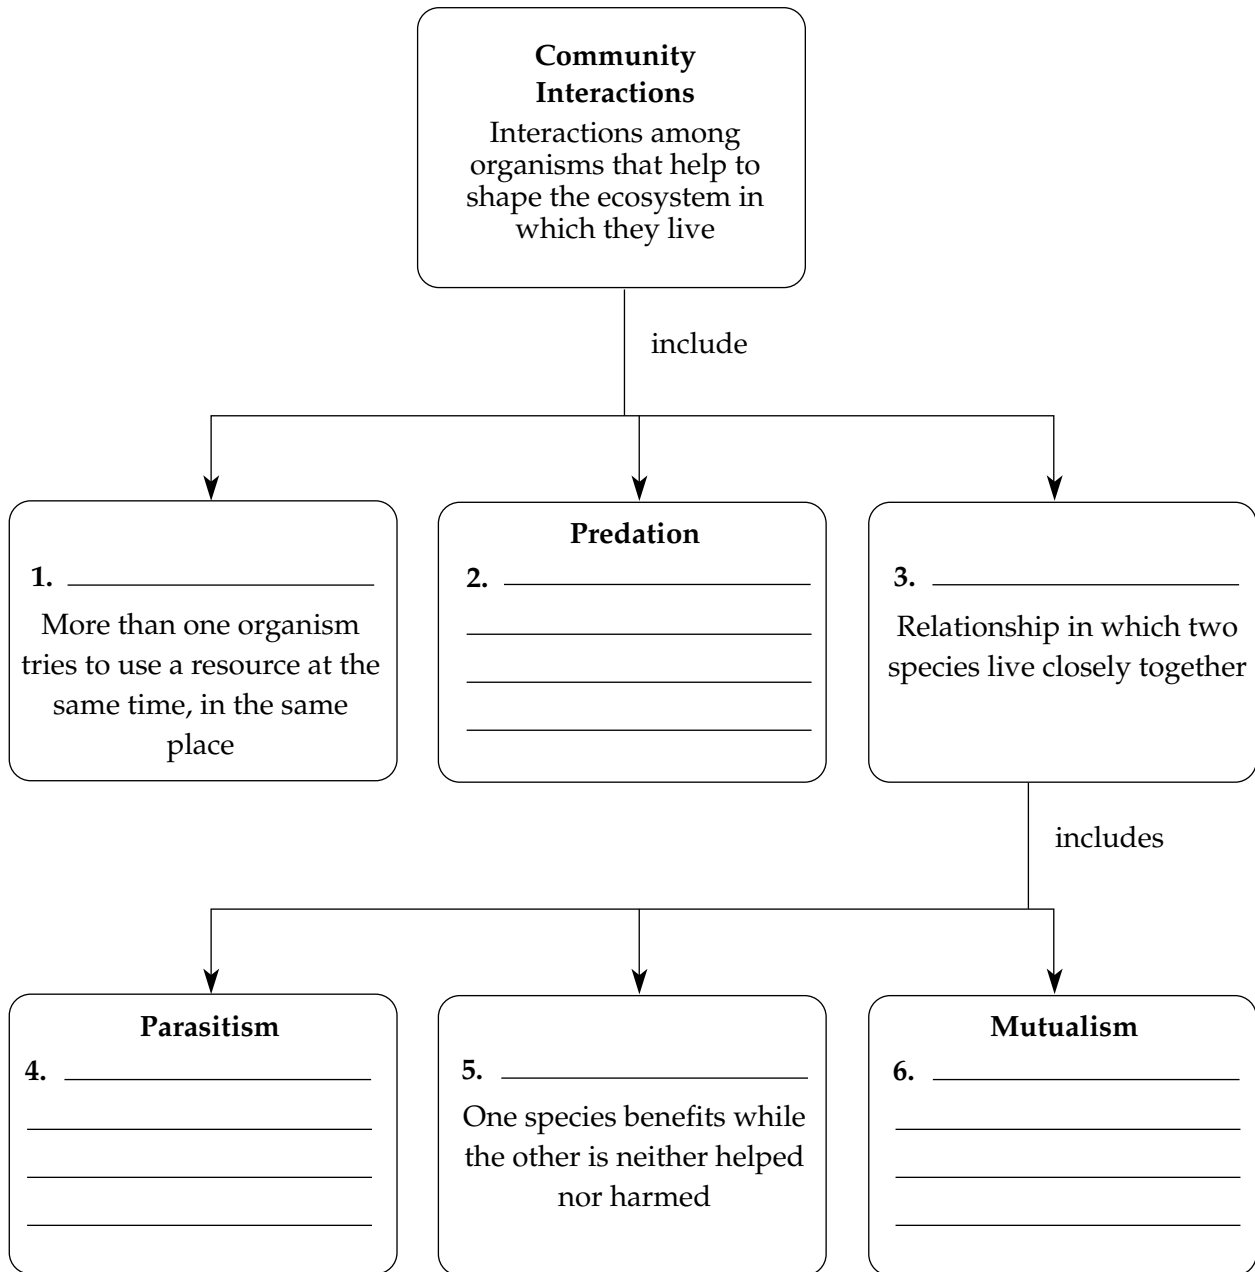 Community
Interactions
Interactions among
organisms that help to
shape the ecosystem in
which they live
include
1.
More than one organism
tries to use a resource at the
same time, in the same
place
Predation
2.
3.
Relationship in which two
species live closely together
includes
Parasitism
4.
5.
One species benefits while
the other is neither helped
nor harmed
Mutualism
6.